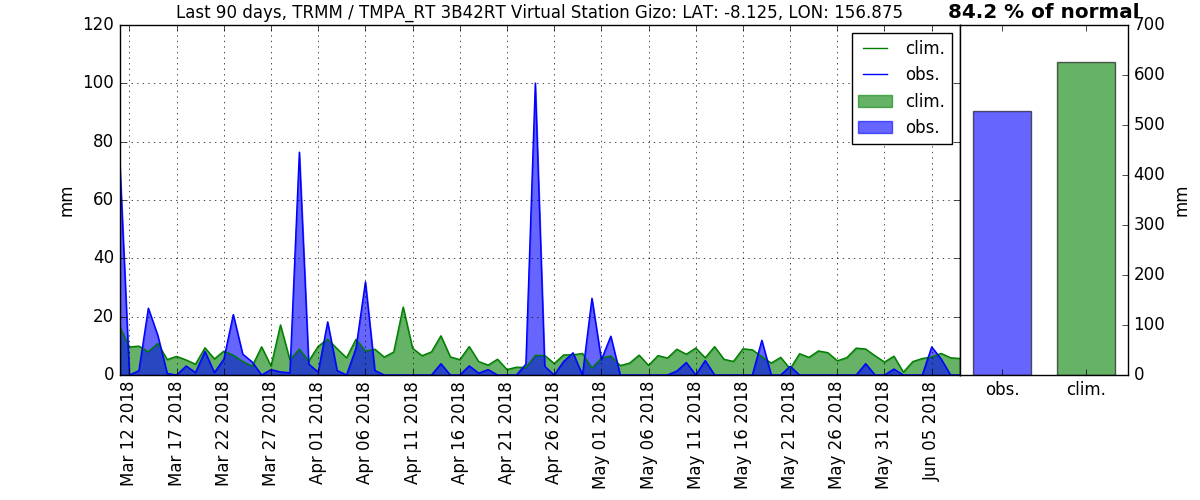 Last 90 days, TRMM / TMPA_RT 3B42RT Virtual Station Gizo: LAT: -8.125, LON: 156.875
84.2 % of normal
120
100
80
60
40
20
0
mm
clim.
obs.
clim.
obs.
Mar 12 2018
Mar 17 2018
Mar 22 2018
Mar 27 2018
Apr 01 2018
Apr 06 2018
Apr 11 2018
Apr 16 2018
Apr 21 2018
Apr 26 2018
May 01 2018
May 06 2018
May 11 2018
May 16 2018
May 21 2018
May 26 2018
May 31 2018
Jun 05 2018
700
600
500
400
300
200
100
0
mm
obs.
clim.